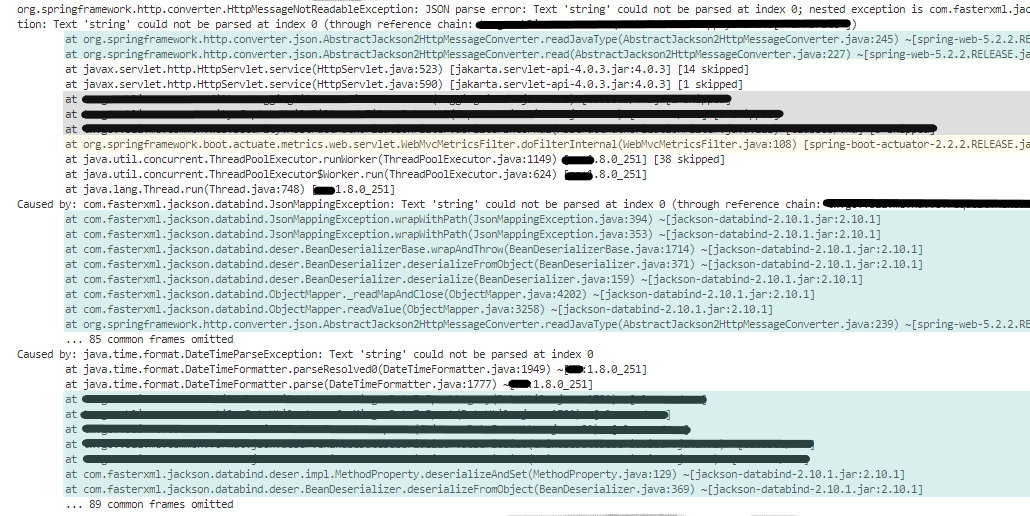 org.springframework.http.converter.HttpMessageNotReadableException: JSON parse error: Text 'string' could not be parsed at index 0; nested exception is com.fasterxml.jac
tion: Text 'string' could not be parsed at index 0 (through reference chain: )
at org.springframework.http.converter.json.AbstractJackson2HttpMessageConverter.readJavaType(AbstractJackson2HttpMessageConverter.java:245) ~[spring-web-5.2.2.RE
at org.springframework.http.converter.json.AbstractJackson2HttpMessageConverter.read(AbstractJackson2HttpMessageConverter.java:227) ~[spring-web-5.2.2.RELEASE.ja
at javax.servlet.http.HttpServlet.service(HttpServlet.java:523) [jakarta.servlet-api-4.0.3.jar:4.0.3] [14 skipped]
at javax.servlet.http.HttpServlet.service(HttpServlet.java:590) [jakarta.servlet-api-4.0.3.jar:4.0.3] [1 skipped]
at
at
at
at org.springframework.boot.actuate.metrics.web.servlet.WebMvcMetricsFilter.doFilterInternal(WebMvcMetricsFilter.java:108) [spring-boot-actuator-2.2.2.RELEASE.ja
at java.util.concurrent.ThreadPoolExecutor.runWorker(ThreadPoolExecutor.java:1149) [.8.0_251] [38 skipped]
at java.util.concurrent.ThreadPoolExecutor$Worker.run(ThreadPoolExecutor.java:624) [.8.0_251]
at java.lang.Thread.run(Thread.java:748) [1.8.0_251]
Caused by: com.fasterxml.jackson.databind.JsonMappingException: Text 'string' could not be parsed at index 0 (through reference chain:
at com.fasterxml.jackson.databind.JsonMappingException.wrapWithPath(JsonMappingException.java:394) ~[jackson-databind-2.10.1.jar:2.10.1]
at com.fasterxml.jackson.databind.JsonMappingException.wrapWithPath(JsonMappingException.java:353) ~[jackson-databind-2.10.1.jar:2.10.1]
at com.fasterxml.jackson.databind.deser.BeanDeserializerBase.wrapAndThrow(BeanDeserializerBase.java:1714) ~[jackson-databind-2.10.1.jar:2.10.1]
at com.fasterxml.jackson.databind.deser.BeanDeserializer.deserializeFromObject(BeanDeserializer.java:371) ~[jackson-databind-2.10.1.jar:2.10.1]
at com.fasterxml.jackson.databind.deser.BeanDeserializer.deserialize(BeanDeserializer.java:159) ~[jackson-databind-2.10.1.jar:2.10.1]
at com.fasterxml.jackson.databind.ObjectMapper._readMapAndClose(ObjectMapper.java:4202) ~[jackson-databind-2.10.1.jar:2.10.1]
at com.fasterxml.jackson.databind.ObjectMapper.readValue(ObjectMapper.java:3258) ~[jackson-databind-2.10.1.jar:2.10.1]
at org.springframework.http.converter.json.AbstractJackson2HttpMessageConverter.readJavaType(AbstractJackson2HttpMessageConverter.java:239) ~[spring-web-5.2.2.RE
... 85 common frames omitted
Caused by: java.time.format.DateTimeParseException: Text 'string' could not be parsed at index 0
at java.time.format.DateTimeFormatter.parseResolved0(DateTimeFormatter.java:1949) ~[:1.8.0_251]
at java.time.format.DateTimeFormatter.parse(DateTimeFormatter.java:1777) ~[:1.8.0_251]
at
at
at
at
at
at com.fasterxml.jackson.databind.deser.impl.MethodProperty.deserializeAndSet(MethodProperty.java:129) ~[jackson-databind-2.10.1.jar:2.10.1]
at com.fasterxml.jackson.databind.deser.BeanDeserializer.deserializeFromObject(BeanDeserializer.java:369) ~[jackson-databind-2.10.1.jar:2.10.1]
... 89 common frames omitted